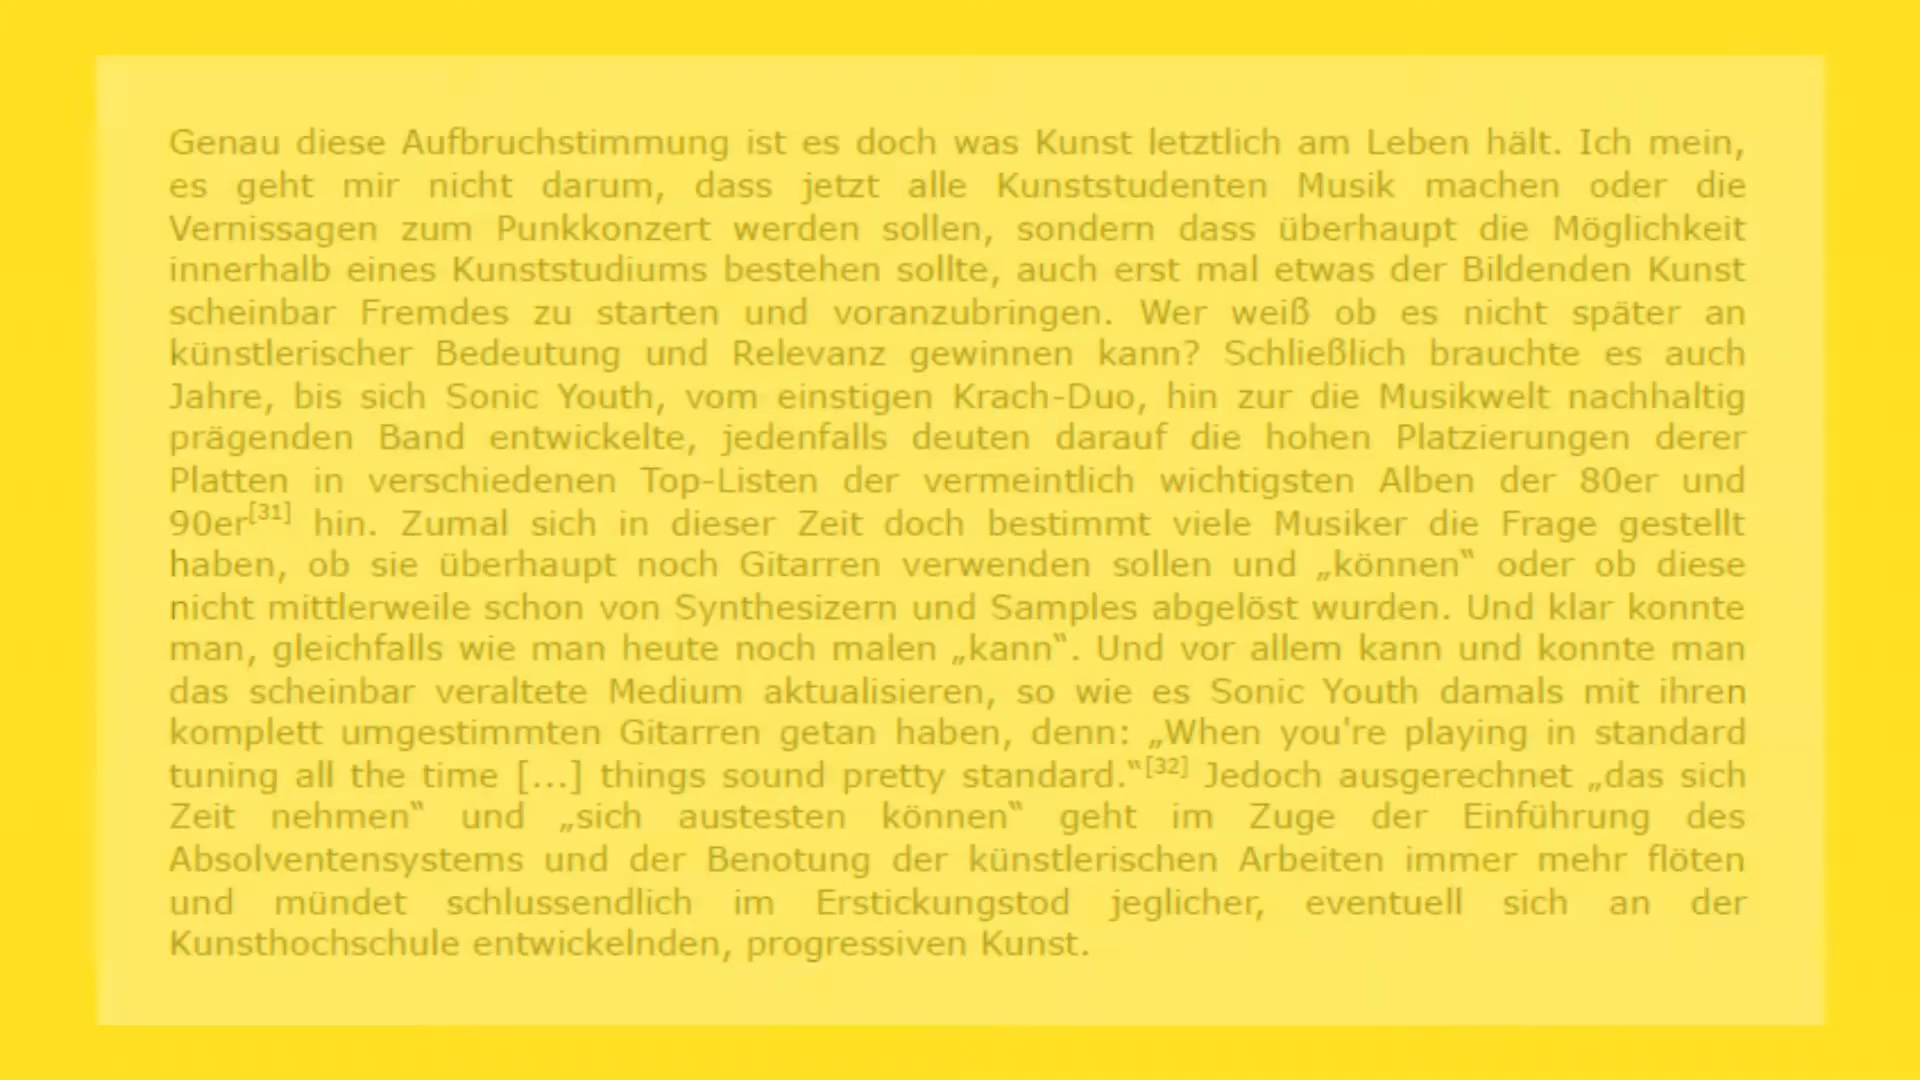 Genau diese Aufbruchstimmung ist es doch was Kunst letztlich am Leben hält. Ich mein,
es geht mir nicht darum, dass jetzt alle Kunststudenten Musik machen oder die
Vernissagen zum Punkkonzert werden sollen, sondern dass überhaupt die Möglichkeit
innerhalb eines Kunststudiums bestehen sollte, auch erst mal etwas der Bildenden Kunst
scheinbar Fremdes zu starten und voranzubringen. Wer weiß ob es nicht später an
künstlerischer Bedeutung und Relevanz gewinnen kann? Schließlich brauchte es auch
Jahre, bis sich Sonic Youth, vom einstigen Krach-Duo, hin zur die Musikwelt nachhaltig
prägenden Band entwickelte, jedenfalls deuten darauf die hohen Platzierungen derer
Platten in verschiedenen Top-Listen der vermeintlich wichtigsten Alben der 80er und
90er[31] hin. Zumal sich in dieser Zeit doch bestimmt viele Musiker die Frage gestellt
haben, ob sie überhaupt noch Gitarren verwenden sollen und „können‟ oder ob diese
nicht mittlerweile schon von Synthesizern und Samples abgelöst wurden. Und klar konnte
man, gleichfalls wie man heute noch malen „kann‟. Und vor allem kann und konnte man
das scheinbar veraltete Medium aktualisieren, so wie es Sonic Youth damals mit ihren
komplett umgestimmten Gitarren getan haben, denn: „When you're playing in standard
tuning all the time [...] things sound pretty standard.‟[32] Jedoch ausgerechnet „das sich
Zeit nehmen‟ und „sich austesten können‟ geht im Zuge der Einführung des
Absolventensystems und der Benotung der künstlerischen Arbeiten immer mehr flöten
und mündet schlussendlich im Erstickungstod jeglicher, eventuell sich an der
Kunsthochschule entwickelnden, progressiven Kunst.